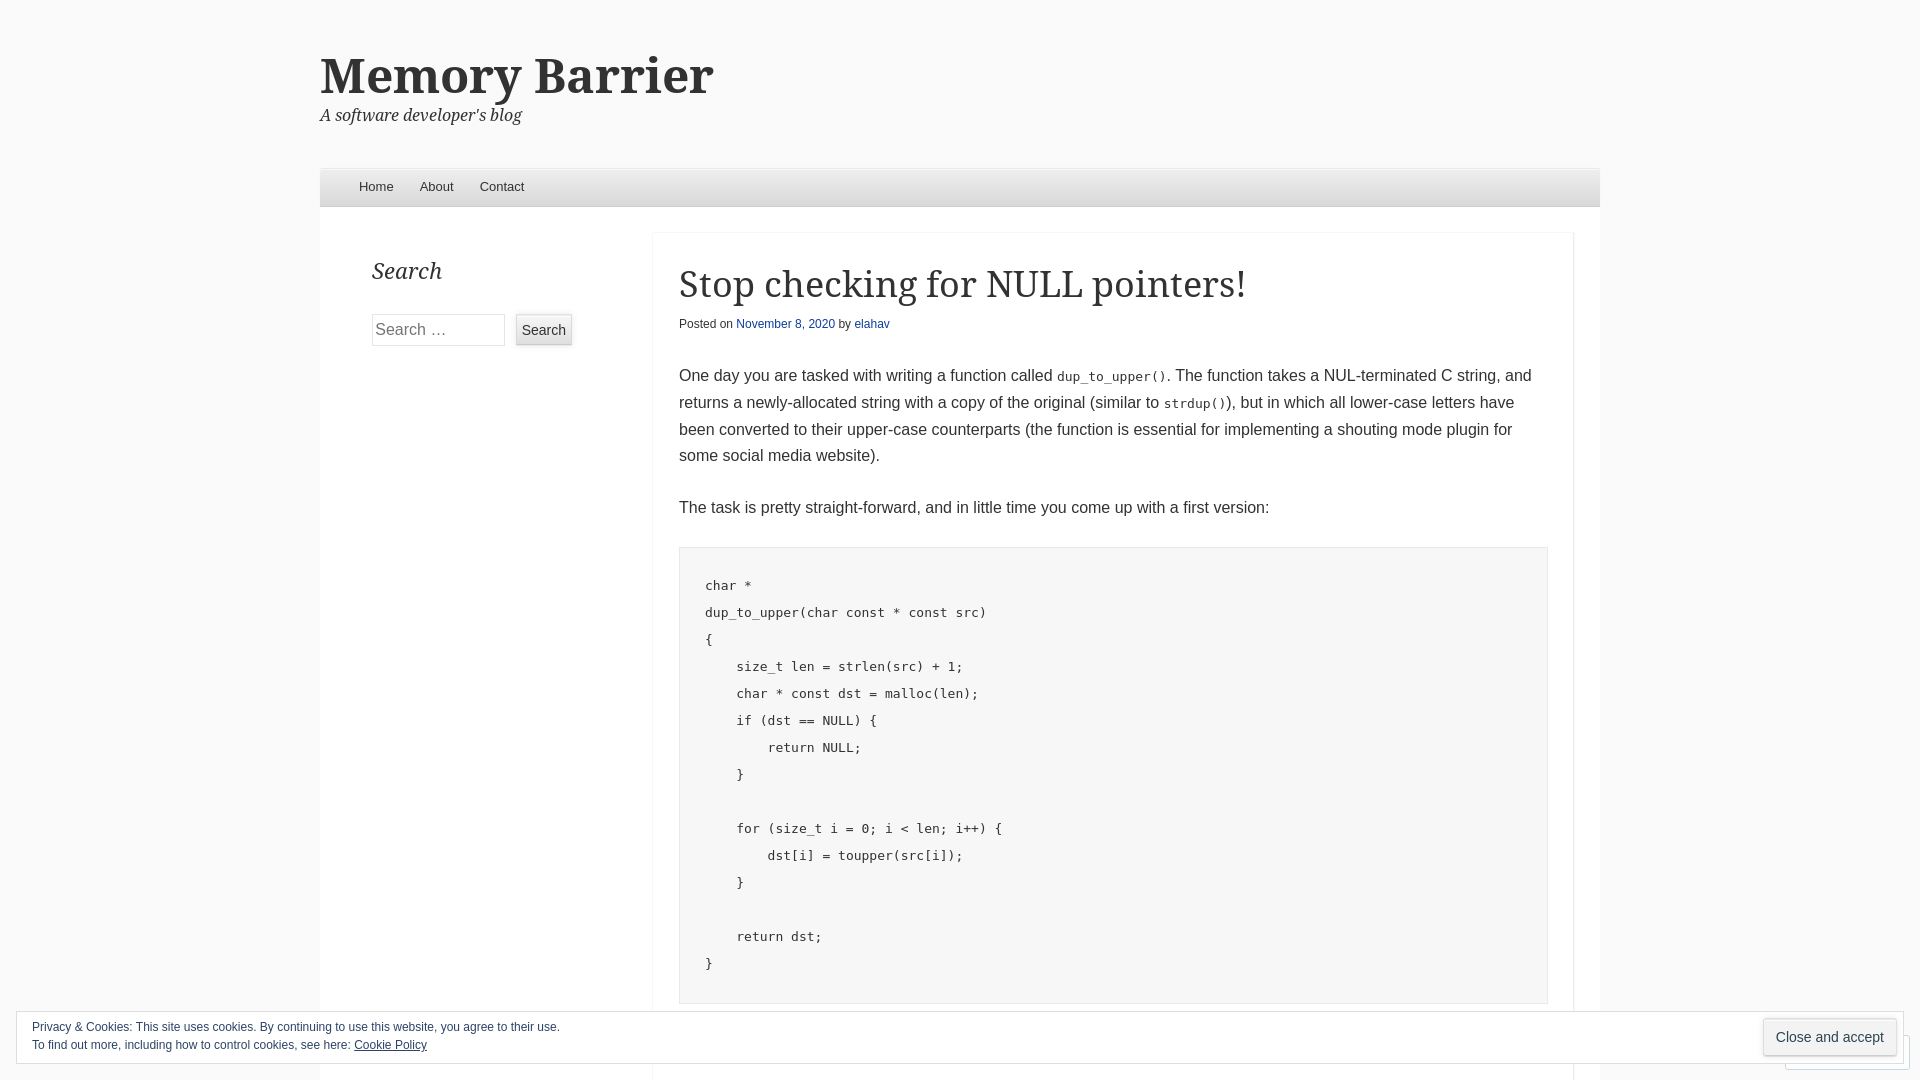 Memory Barrier
A software developer's blog
Home About Contact
Search
Search …
Search
Stop checking for NULL pointers!
Posted on November 8, 2020 by elahav
One day you are tasked with writing a function called dup_to_upper(). The function takes a NUL-terminated C string, and
returns a newly-allocated string with a copy of the original (similar to strdup()), but in which all lower-case letters have
been converted to their upper-case counterparts (the function is essential for implementing a shouting mode plugin for
some social media website).
The task is pretty straight-forward, and in little time you come up with a first version:
char *
dup_to_upper(char const * const src)
{
    size_t len = strlen(src) + 1;
    char * const dst = malloc(len);
    if (dst == NULL) {
        return NULL;
    }
    for (size_t i = 0; i < len; i++) {
        dst[i] = toupper(src[i]);
    }
    return dst;
}
Privacy & Cookies: This site uses cookies. By continuing to use this website, you agree to their use.
To find out more, including how to control cookies, see here: Cookie Policy
Close and accept